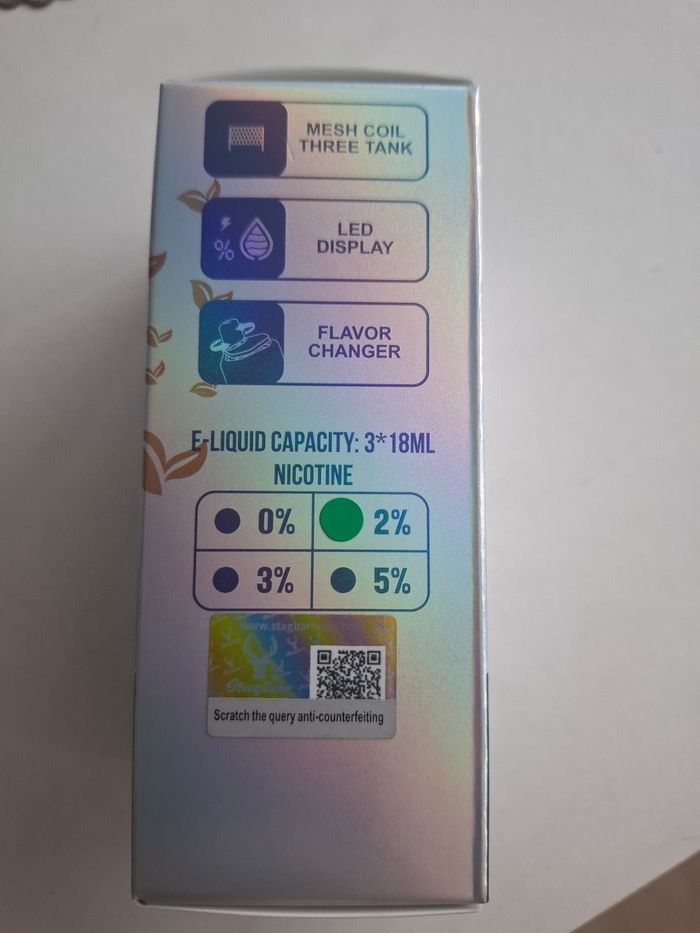 MESH COIL
THREE TANK
%
LED
DISPLAY
FLAVOR
CHANGER
E-LIQUID CAPACITY: 3*18ML
NICOTINE
0%
2%
3%
5%
Scratch the query anti-counterfeiting